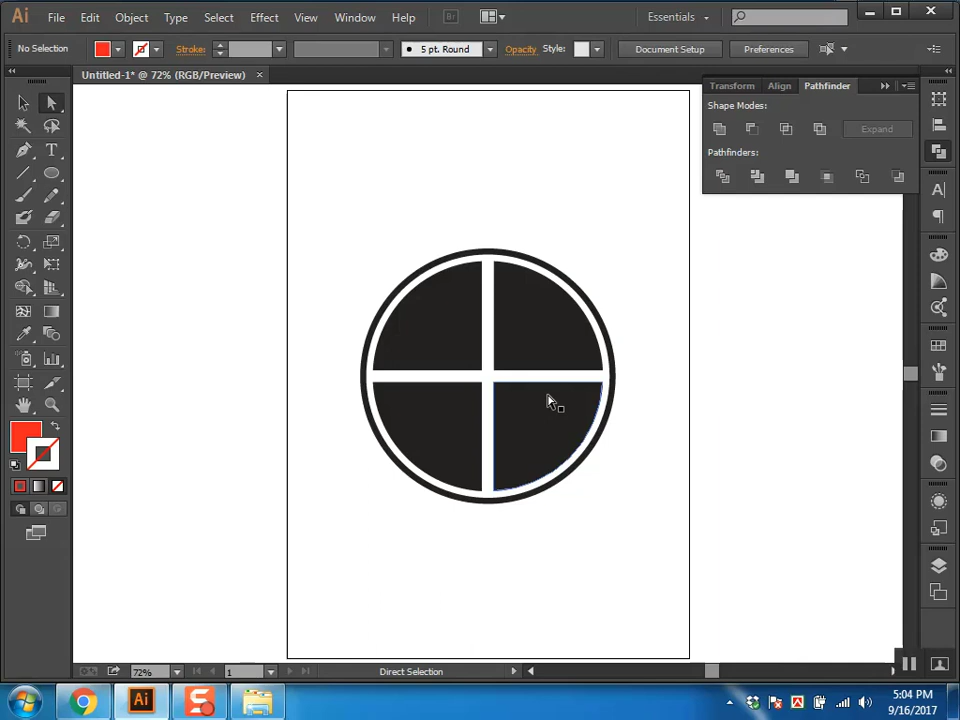 Ai File Edit Object Type Select Effect Window View Help Br Essentials
No Selection Stroke: 5 pt. Round Opacity Style: Document Setup Preferences
Untitled-1* @ 72% (RGB/Preview)
Transform Align Pathfinder
Shape Modes:
Expand
Pathfinders:
72% 1 Direct Selection
Ai
5:04 PM
9/16/2017